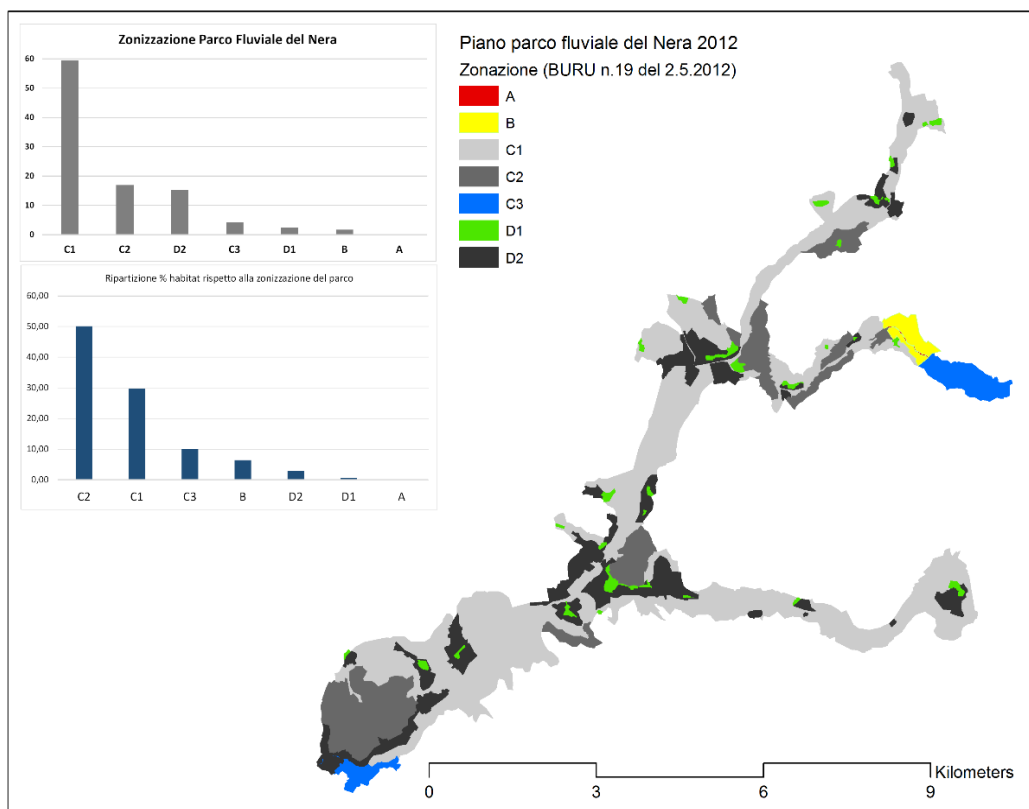 Zonizzazione Parco Fluviale del Nera
60
50
40
30
20
10
0
C1 C2 D2 C3 D1 B A
Ripartizione % habitat rispetto alla zonizzazione del parco
60,00
50,00
40,00
30,00
20,00
10,00
0,00
C2 C1 C3 B D2 D1 A
Piano parco fluviale del Nera 2012
Zonazione (BURU n.19 del 2.5.2012)
A
B
C1
C2
C3
D1
D2
Kilometers
0 3 6 9